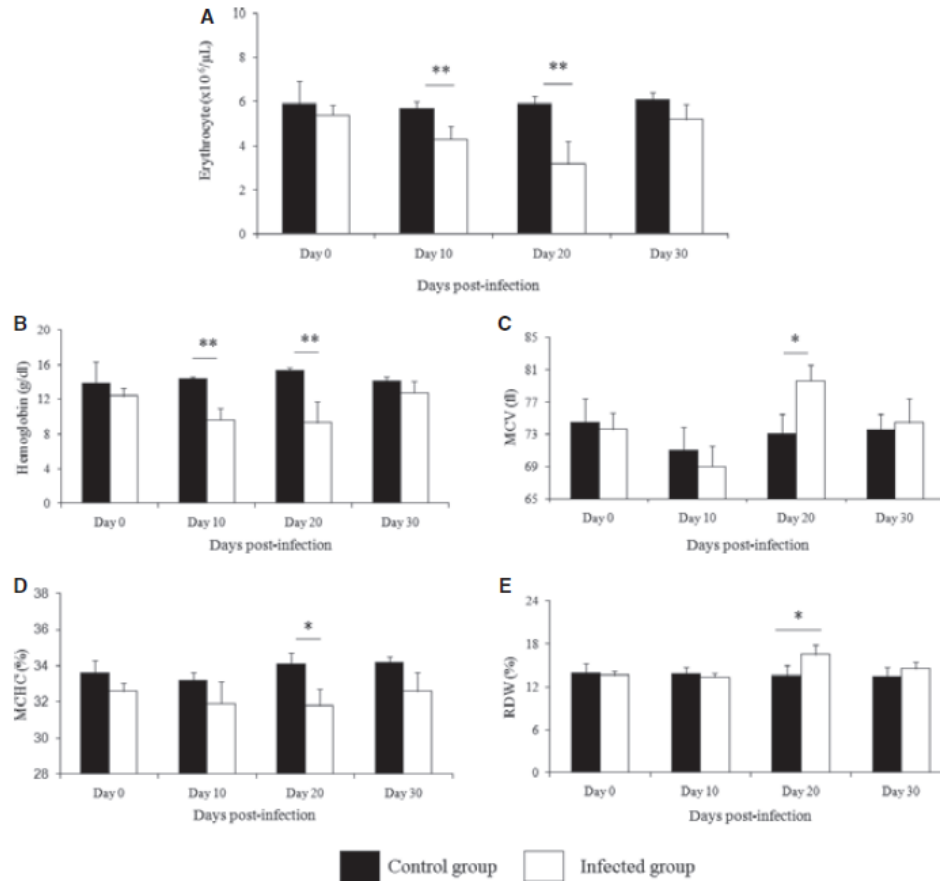 A
Erythrocyte (x10⁻⁶/µL)
10
8
6
4
2
0
**
**
Day 0 Day 10 Day 20 Day 30
Days post-infection
B
Hemoglobin (g/dl)
20
16
12
8
4
0
**
**
Day 0 Day 10 Day 20 Day 30
Days post-infection
C
MCV (fl)
85
81
77
73
69
65
*
Day 0 Day 10 Day 20 Day 30
Days post-infection
D
MCHC (%)
38
36
34
32
30
28
*
Day 0 Day 10 Day 20 Day 30
Days post-infection
E
RDW (%)
24
18
12
6
0
*
Day 0 Day 10 Day 20 Day 30
Days post-infection
Control group Infected group